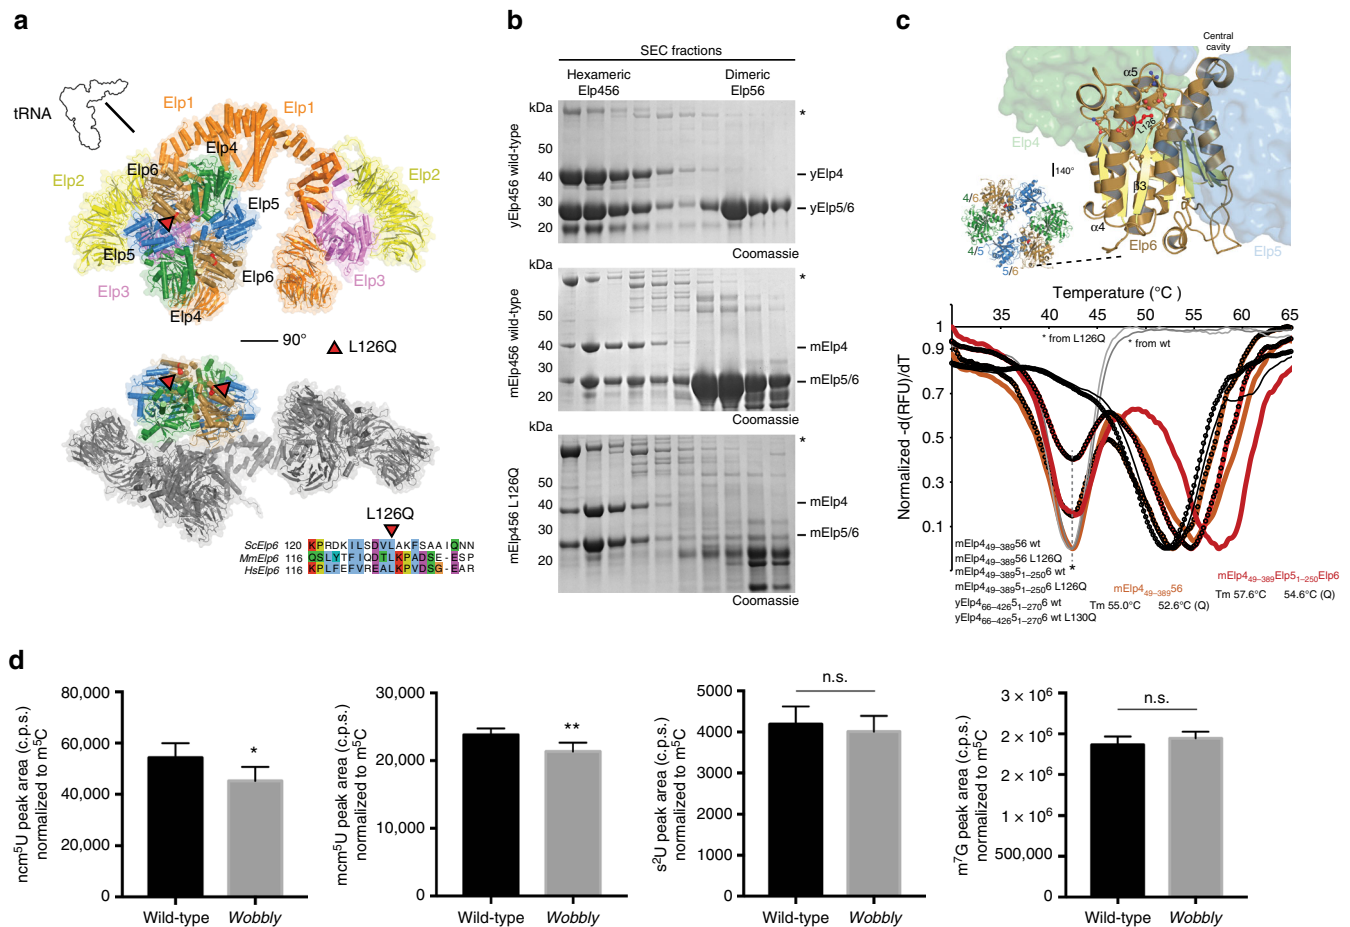 a
tRNA
Elp1
Elp1
Elp4
Elp6
Elp2
Elp2
Elp5
Elp5
Elp6
Elp3
Elp3
Elp4
90°
L126Q
L126Q
ScElp6 120 KPRDKILSDVLAKFSAAIQNN
MmElp6 116 QSLYTFIQDTLKPADSE-ESP
HsElp6 116 KPLFEFVREALKPVDSG-EAR
b
SEC fractions
Hexameric
Elp456
Dimeric
Elp56
kDa
50
40
30
20
yElp456 wild-type
*
yElp4
yElp5/6
Coomassie
kDa
50
40
30
20
mElp456 wild-type
*
mElp4
mElp5/6
Coomassie
kDa
50
40
30
20
mElp456 L126Q
*
mElp4
mElp5/6
Coomassie
c
Central
cavity
α5
L126
Elp4
140°
β3
α4
Elp6
Elp5
4/6
4/5
5/6
Temperature (°C )
35 40 45 50 55 60 65
1
0.9
0.7
0.5
0.3
0.1
Normalized -d(RFU)/dT
* from L126Q
* from wt
*
mElp4₄₉₋₃₈₉56 wt
mElp4₄₉₋₃₈₉56 L126Q
mElp4₄₉₋₃₈₉5₁₋₂₅₀6 wt
mElp4₄₉₋₃₈₉5₁₋₂₅₀6 L126Q
yElp4₆₆₋₄₂₆5₁₋₂₇₀6 wt
yElp4₆₆₋₄₂₆5₁₋₂₇₀6 wt L130Q
mElp4₄₉₋₃₈₉56
Tm 55.0°C 52.6°C (Q)
mElp4₄₉₋₃₈₉Elp5₁₋₂₅₀Elp6
Tm 57.6°C 54.6°C (Q)
d
ncm⁵U peak area (c.p.s.)
normalized to m⁵C
80,000
60,000
40,000
20,000
0
*
Wild-type Wobbly
mcm⁵U peak area (c.p.s.)
normalized to m⁵C
30,000
20,000
10,000
0
**
Wild-type Wobbly
s²U peak area (c.p.s.)
normalized to m⁵C
5000
4000
3000
2000
1000
0
n.s.
Wild-type Wobbly
m⁷G peak area (c.p.s.)
normalized to m⁵C
3 × 10⁶
2 × 10⁶
2 × 10⁶
1 × 10⁶
500,000
0
n.s.
Wild-type Wobbly